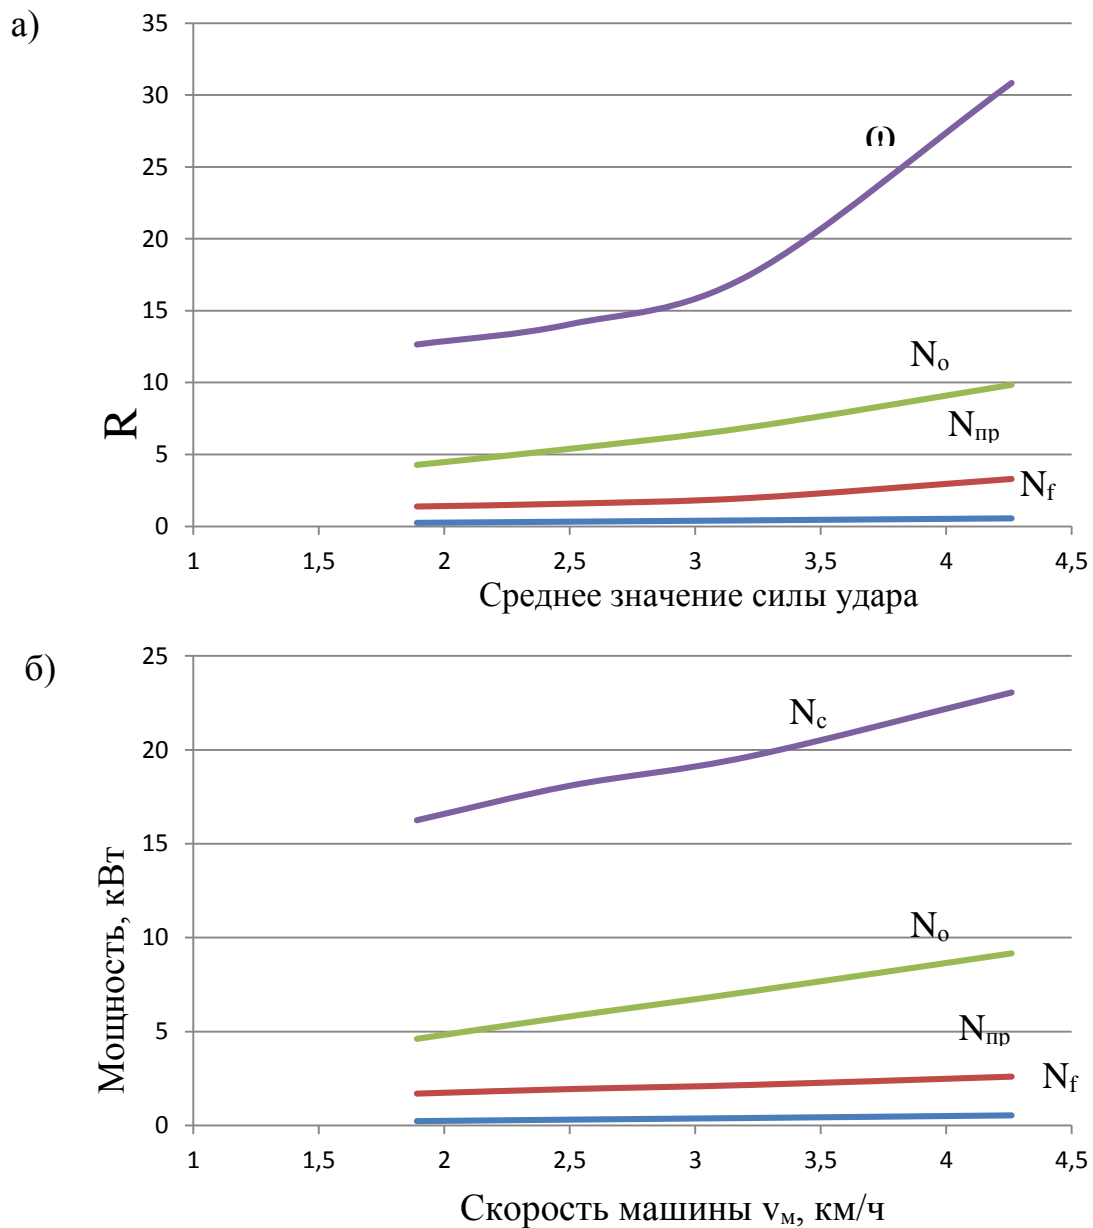 а)
35
30
25
20
15
10
5
0
R
ω
Nо
Nпр
Nf
1 1,5 2 2,5 3 3,5 4 4,5
Среднее значение силы удара
б)
25
20
15
10
5
0
Мощность, кВт
Nс
Nо
Nпр
Nf
1 1,5 2 2,5 3 3,5 4 4,5
Скорость машины vм, км/ч